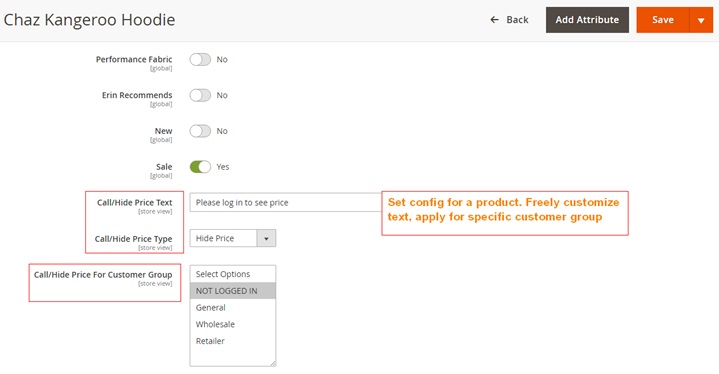 Chaz Kangeroo Hoodie
← Back
Add Attribute
Save
Performance Fabric
[global]
No
Erin Recommends
[global]
No
New
[global]
No
Sale
[global]
Yes
Call/Hide Price Text
[store view]
Please log in to see price
Set config for a product. Freely customize
text, apply for specific customer group
Call/Hide Price Type
[store view]
Hide Price
Call/Hide Price For Customer Group
[store view]
Select Options
NOT LOGGED IN
General
Wholesale
Retailer